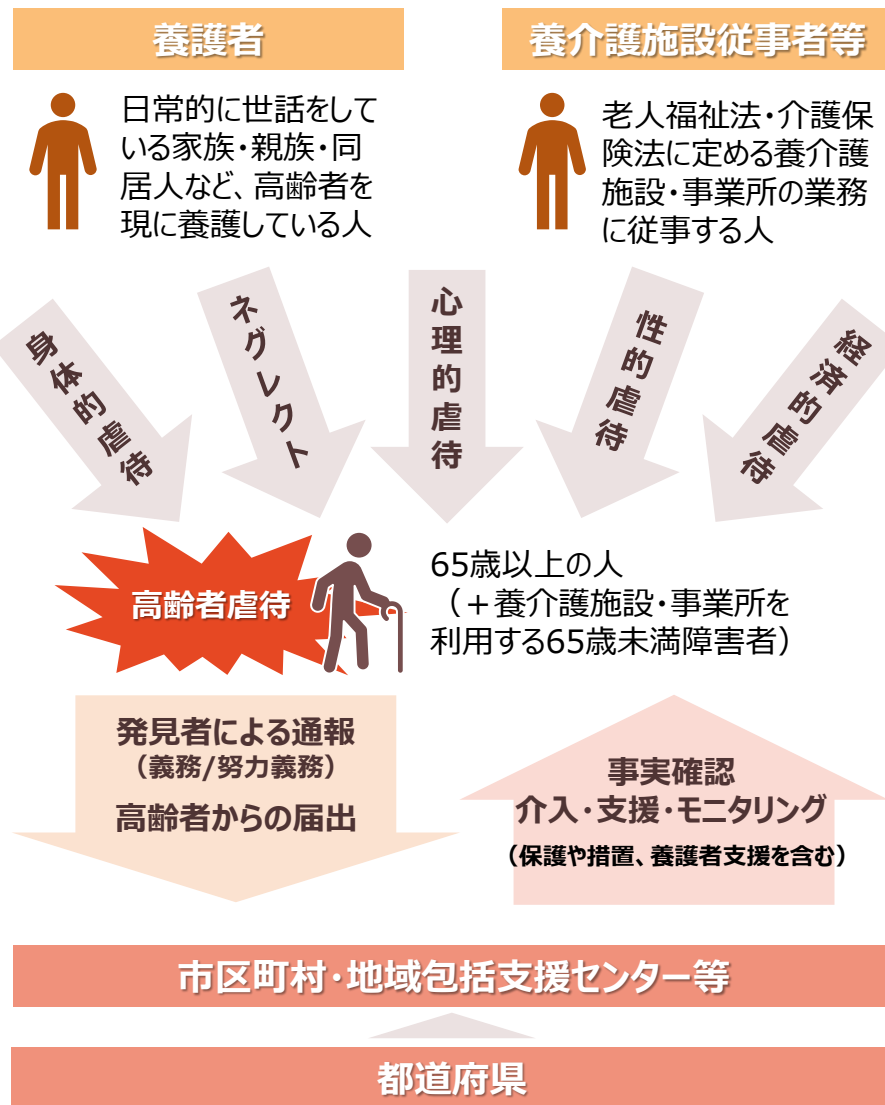 養護者
日常的に世話をして
いる家族・親族・同
居人など、高齢者を
現に養護している人
養介護施設従事者等
老人福祉法・介護保
険法に定める養介護
施設・事業所の業務
に従事する人
身体的虐待
ネグレクト
心理的虐待
性的虐待
経済的虐待
高齢者虐待
65歳以上の人
（＋養介護施設・事業所を
利用する65歳未満障害者）
発見者による通報
（義務/努力義務）
高齢者からの届出
事実確認
介入・支援・モニタリング
（保護や措置、養護者支援を含む）
市区町村・地域包括支援センター等
都道府県